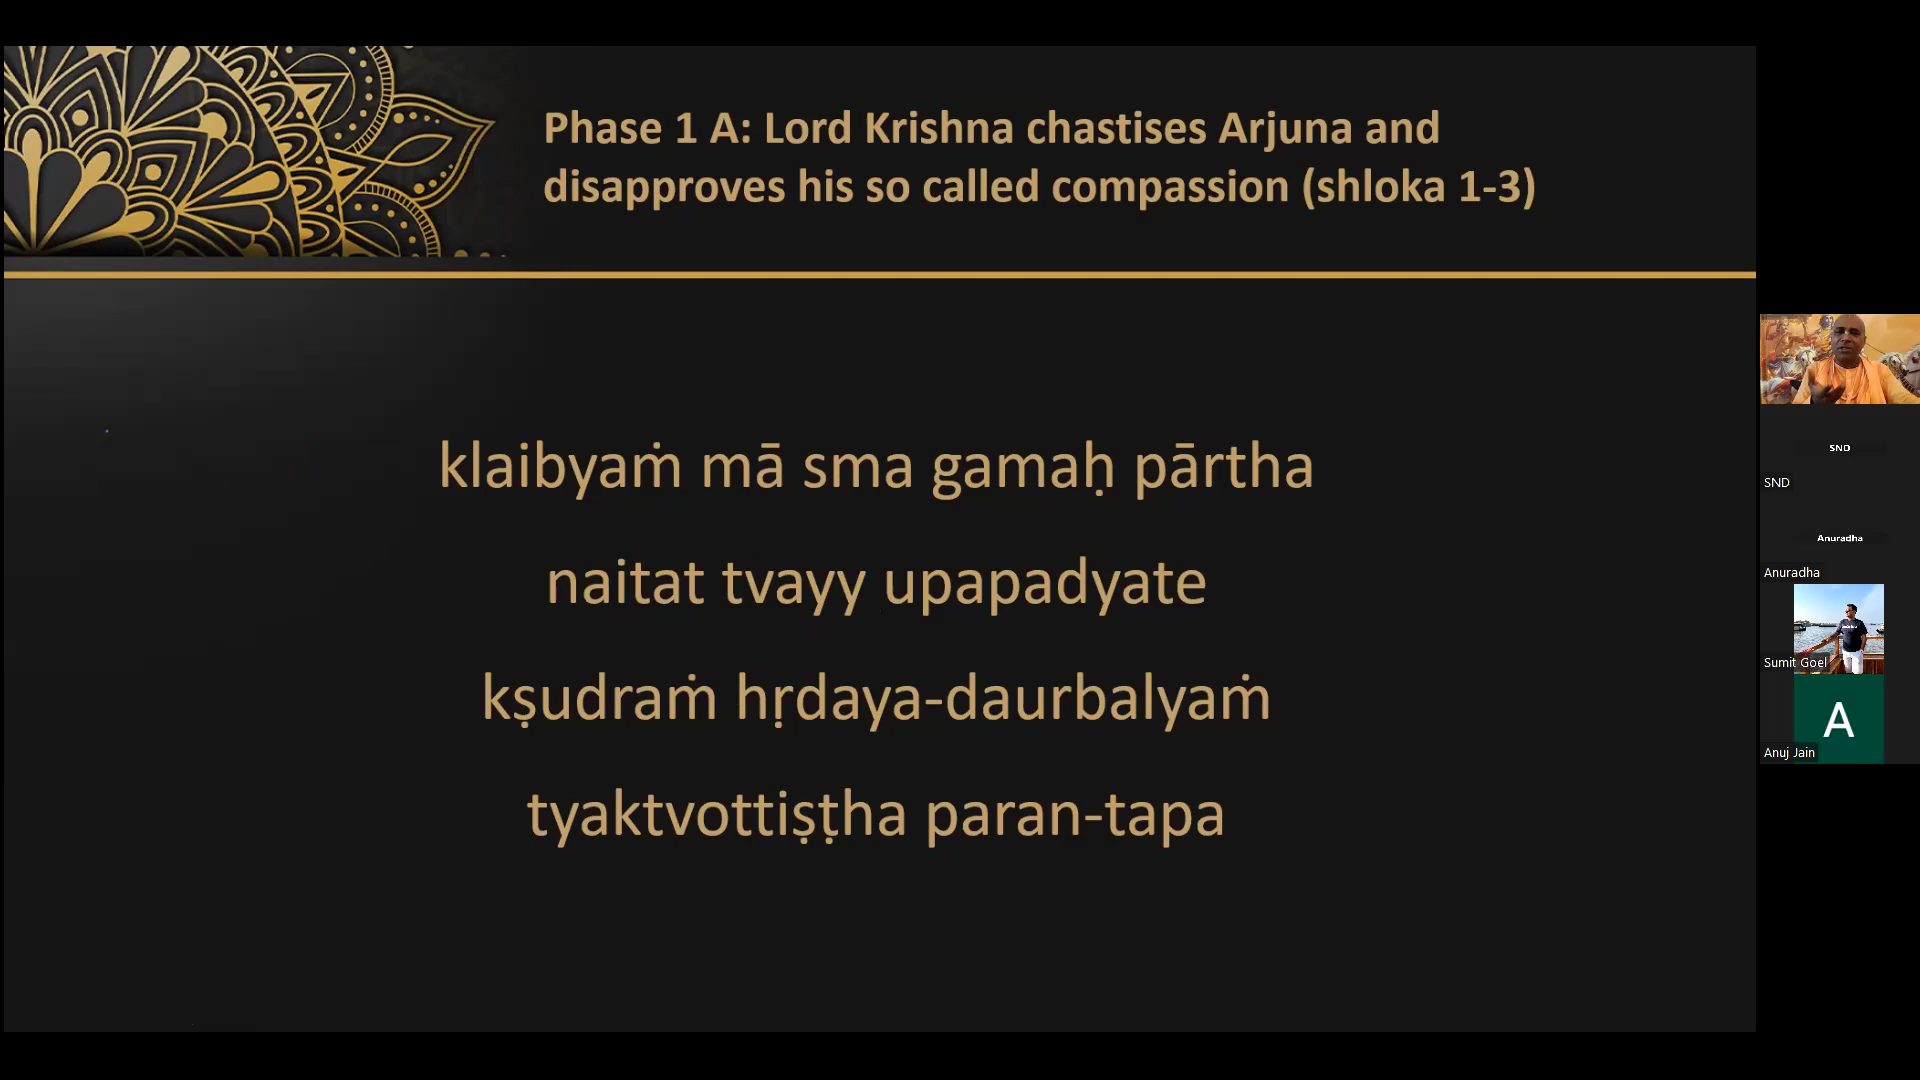 Phase 1 A: Lord Krishna chastises Arjuna and
disapproves his so called compassion (shloka 1-3)
klaibyaṁ mā sma gamaḥ pārtha
naitat tvayy upapadyate
kṣudraṁ hṛdaya-daurbalyaṁ
tyaktvottiṣṭha paran-tapa
SND
SND
Anuradha
Anuradha
Sumit Goel
A
Anuj Jain